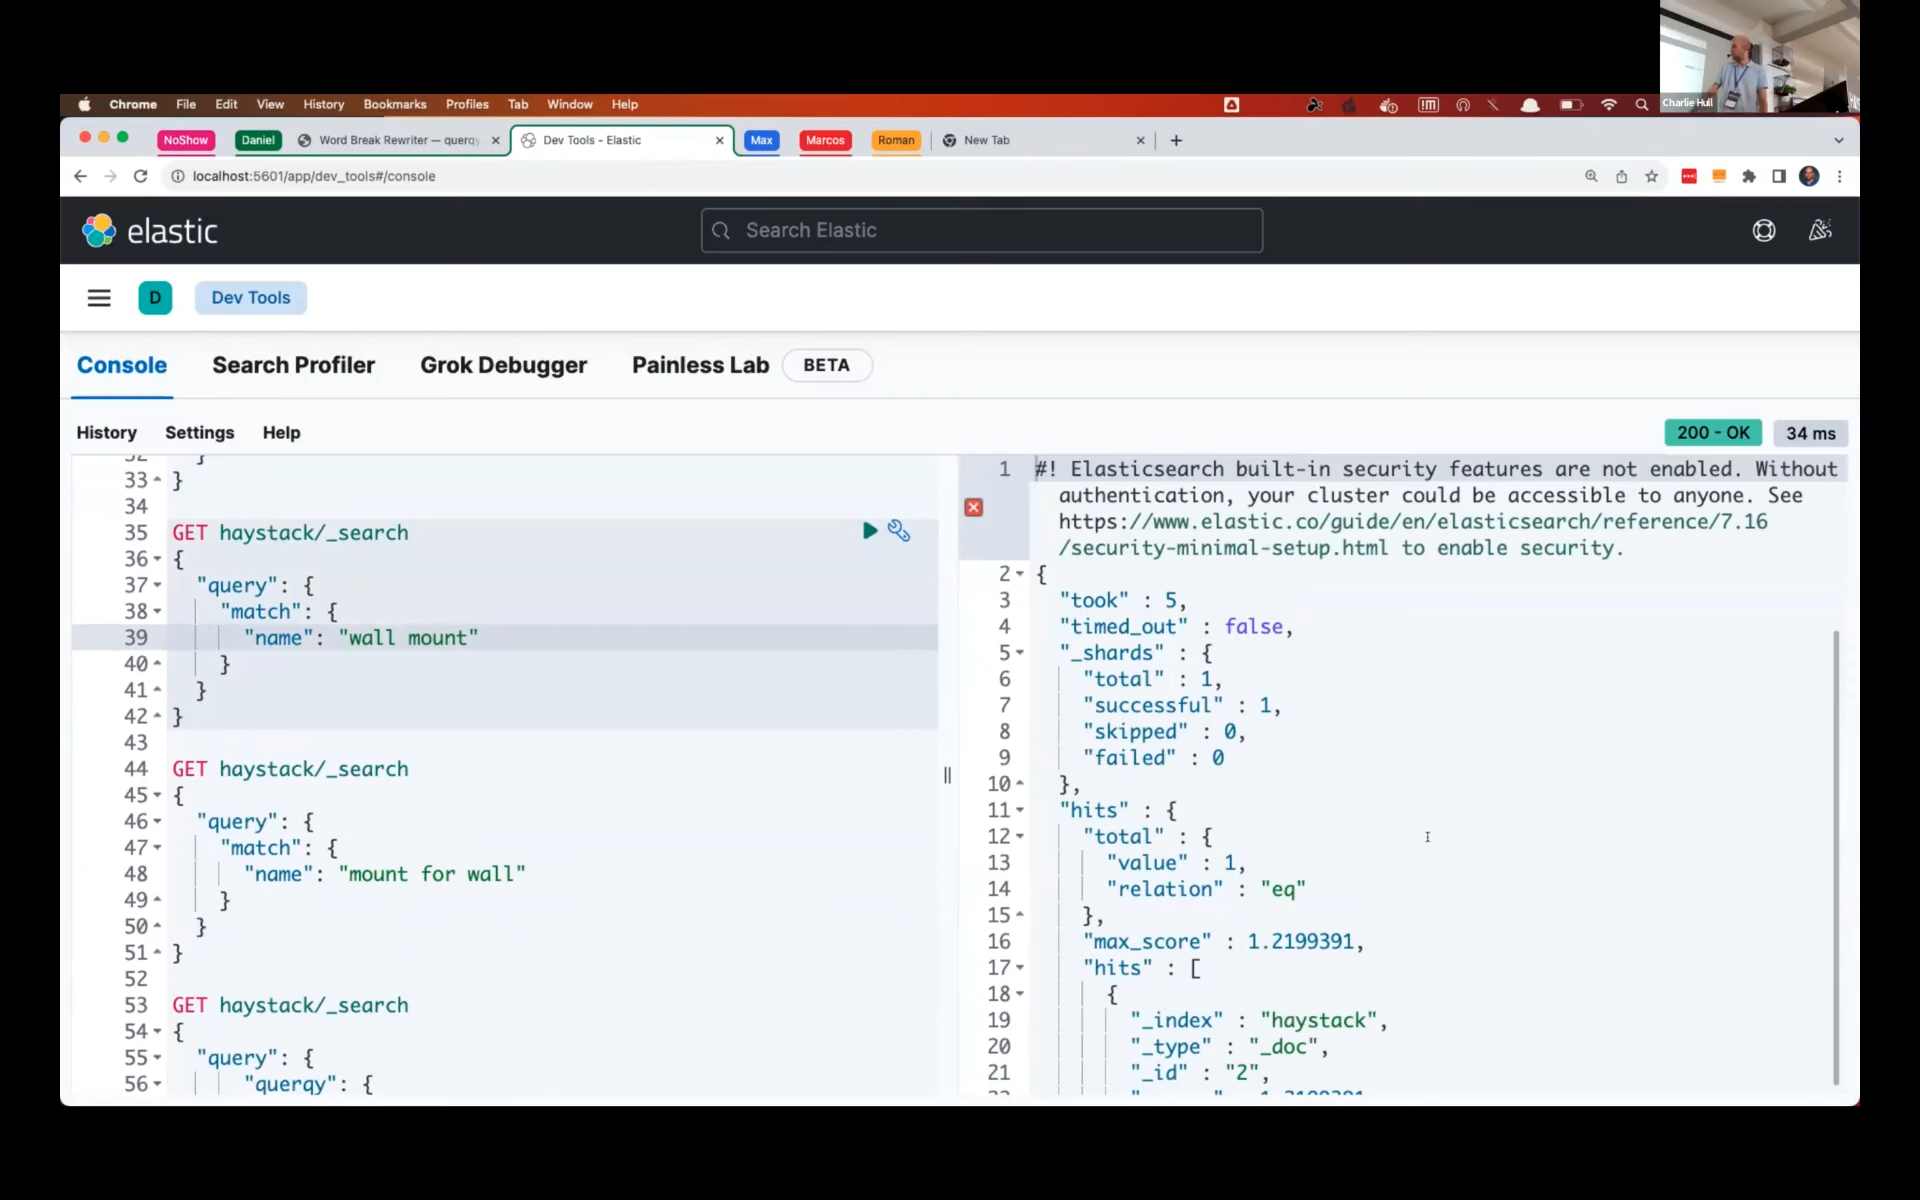 Charlie Hull
Chrome File Edit View History Bookmarks Profiles Tab Window Help
NoShow Daniel Word Break Rewriter — querqy Dev Tools - Elastic Max Marcos Roman New Tab
localhost:5601/app/dev_tools#/console
elastic Search Elastic
D Dev Tools
Console Search Profiler Grok Debugger Painless Lab BETA
History Settings Help 200 - OK 34 ms
32 }
33 }
34
35 GET haystack/_search
36 {
37 "query": {
38 "match": {
39 "name": "wall mount"
40 }
41 }
42 }
43
44 GET haystack/_search
45 {
46 "query": {
47 "match": {
48 "name": "mount for wall"
49 }
50 }
51 }
52
53 GET haystack/_search
54 {
55 "query": {
56 "querqy": {
1 #! Elasticsearch built-in security features are not enabled. Without
authentication, your cluster could be accessible to anyone. See
https://www.elastic.co/guide/en/elasticsearch/reference/7.16
/security-minimal-setup.html to enable security.
2 {
3 "took" : 5,
4 "timed_out" : false,
5 "_shards" : {
6 "total" : 1,
7 "successful" : 1,
8 "skipped" : 0,
9 "failed" : 0
10 },
11 "hits" : {
12 "total" : {
13 "value" : 1,
14 "relation" : "eq"
15 },
16 "max_score" : 1.2199391,
17 "hits" : [
18 {
19 "_index" : "haystack",
20 "_type" : "_doc",
21 "_id" : "2",